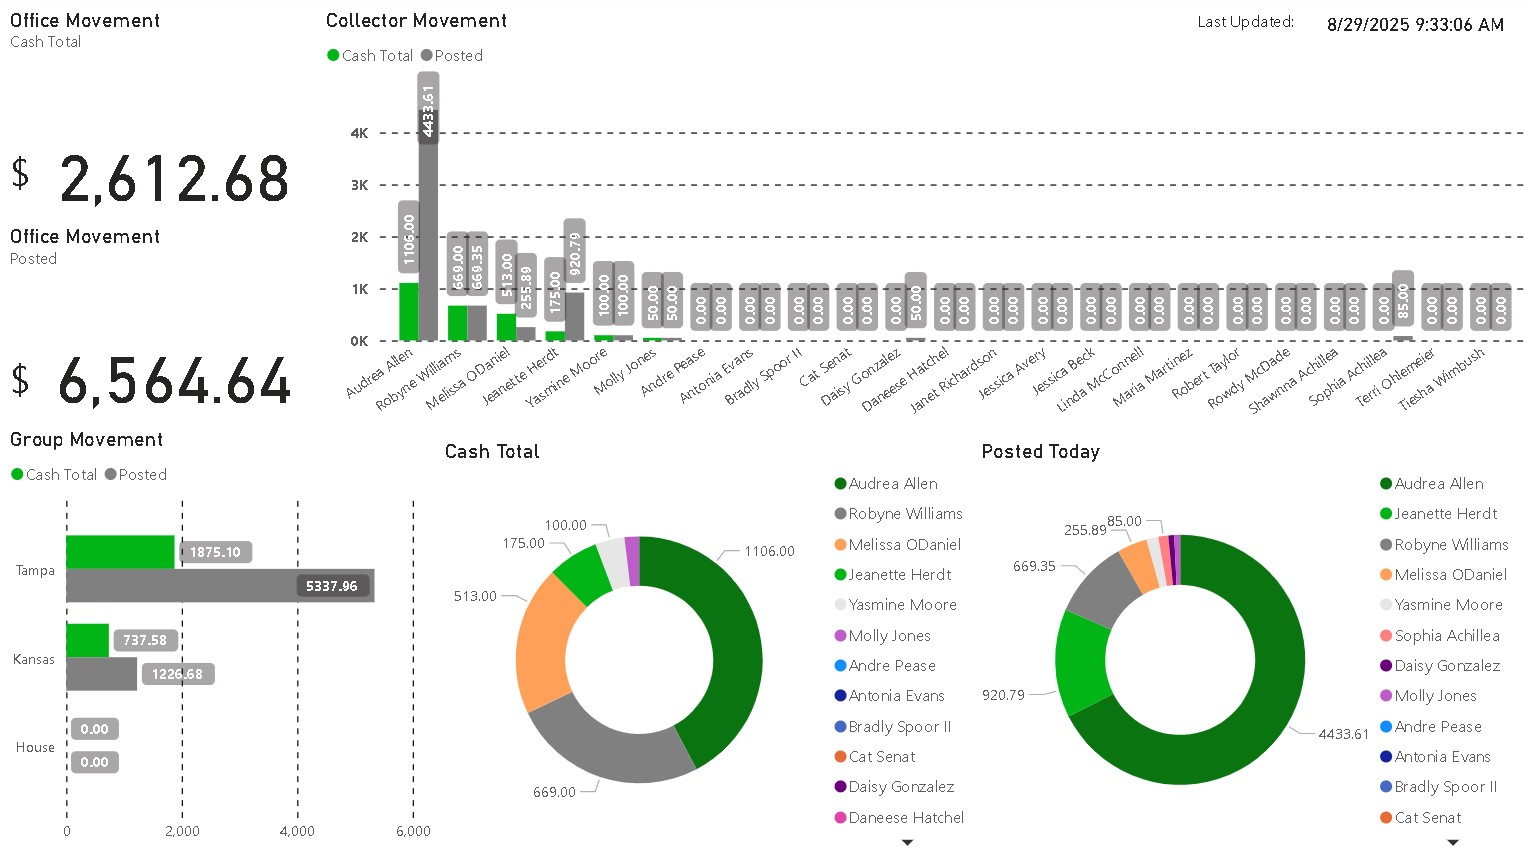 Office Movement
Cash Total
$ 2,612.68
Office Movement
Posted
$ 6,564.64
Collector Movement
Cash Total Posted
Last Updated: 8/29/2025 9:33:06 AM
4K
3K
2K
1K
0K
1106.00 4433.61
669.00 669.35
513.00 255.89
175.00 920.79
100.00 100.00
50.00 50.00
0.00 0.00
0.00 0.00
0.00 0.00
0.00 0.00
0.00 50.00
0.00 0.00
0.00 0.00
0.00 0.00
0.00 0.00
0.00 0.00
0.00 0.00
0.00 0.00
0.00 0.00
0.00 0.00
0.00 85.00
0.00 0.00
0.00 0.00
Audrea Allen
Robyne Williams
Melissa ODaniel
Jeanette Herdt
Yasmine Moore
Molly Jones
Andre Pease
Antonia Evans
Bradly Spoor II
Cat Senat
Daisy Gonzalez
Daneese Hatchel
Janet Richardson
Jessica Avery
Jessica Beck
Linda McConnell
Maria Martinez
Robert Taylor
Rowdy McDade
Shawnna Achillea
Sophia Achillea
Terri Ohlemeier
Tiesha Wimbush
Group Movement
Cash Total Posted
Tampa
1875.10
5337.96
Kansas
737.58
1226.68
House
0.00
0.00
0 2,000 4,000 6,000
Cash Total
100.00
175.00
1106.00
513.00
669.00
Audrea Allen
Robyne Williams
Melissa ODaniel
Jeanette Herdt
Yasmine Moore
Molly Jones
Andre Pease
Antonia Evans
Bradly Spoor II
Cat Senat
Daisy Gonzalez
Daneese Hatchel
Posted Today
85.00
255.89
669.35
920.79
4433.61
Audrea Allen
Jeanette Herdt
Robyne Williams
Melissa ODaniel
Yasmine Moore
Sophia Achillea
Daisy Gonzalez
Molly Jones
Andre Pease
Antonia Evans
Bradly Spoor II
Cat Senat